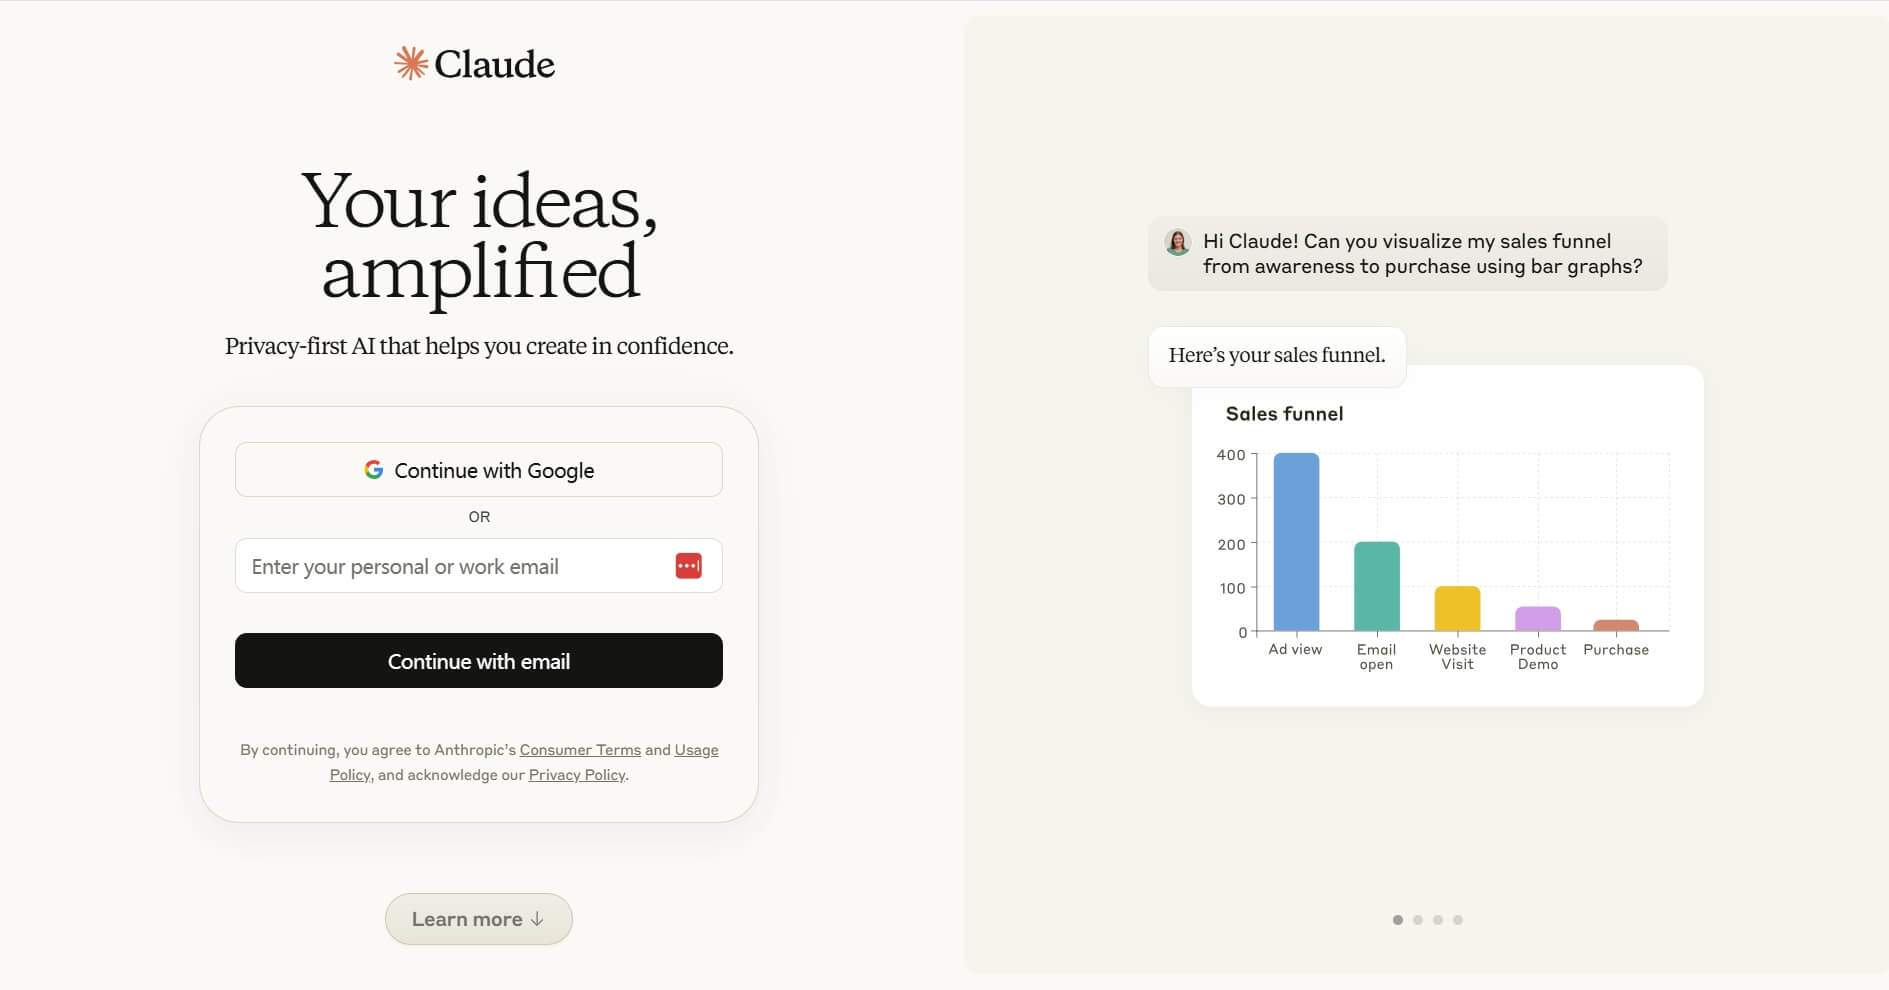 Claude
Your ideas,
amplified
Privacy-first AI that helps you create in confidence.
Continue with Google
OR
Enter your personal or work email
Continue with email
By continuing, you agree to Anthropic’s Consumer Terms and Usage
Policy, and acknowledge our Privacy Policy.
Learn more ↓
Hi Claude! Can you visualize my sales funnel
from awareness to purchase using bar graphs?
Here’s your sales funnel.
Sales funnel
400
300
200
100
0
Ad view
Email
open
Website
Visit
Product
Demo
Purchase